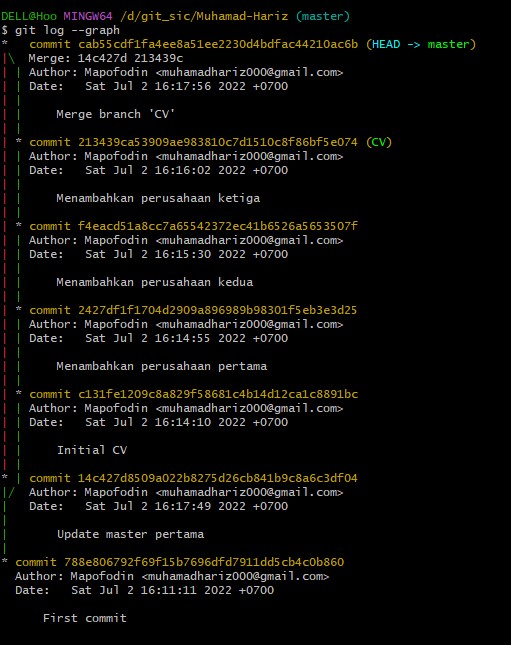 DELL@Hoo MINGW64 /d/git_sic/Muhamad-Hariz (master)
$ git log --graph
*   commit cab55cdf1fa4ee8a51ee2230d4bdfac44210ac6b (HEAD -> master)
|\  Merge: 14c427d 213439c
| | Author: Mapofodin <muhamadhariz000@gmail.com>
| | Date:   Sat Jul 2 16:17:56 2022 +0700
| |
| |     Merge branch 'CV'
| |
| * commit 213439ca53909ae983810c7d1510c8f86bf5e074 (CV)
| | Author: Mapofodin <muhamadhariz000@gmail.com>
| | Date:   Sat Jul 2 16:16:02 2022 +0700
| |
| |     Menambahkan perusahaan ketiga
| |
| * commit f4eacd51a8cc7a65542372ec41b6526a5653507f
| | Author: Mapofodin <muhamadhariz000@gmail.com>
| | Date:   Sat Jul 2 16:15:30 2022 +0700
| |
| |     Menambahkan perusahaan kedua
| |
| * commit 2427df1f1704d2909a896989b98301f5eb3e3d25
| | Author: Mapofodin <muhamadhariz000@gmail.com>
| | Date:   Sat Jul 2 16:14:55 2022 +0700
| |
| |     Menambahkan perusahaan pertama
| |
| * commit c131fe1209c8a829f58681c4b14d12ca1c8891bc
| | Author: Mapofodin <muhamadhariz000@gmail.com>
| | Date:   Sat Jul 2 16:14:10 2022 +0700
| |
| |     Initial CV
| |
* | commit 14c427d8509a022b8275d26cb841b9c8a6c3df04
|/  Author: Mapofodin <muhamadhariz000@gmail.com>
|   Date:   Sat Jul 2 16:17:49 2022 +0700
|
|       Update master pertama
|
* commit 788e806792f69f15b7696dfd7911dd5cb4c0b860
  Author: Mapofodin <muhamadhariz000@gmail.com>
  Date:   Sat Jul 2 16:11:11 2022 +0700

      First commit